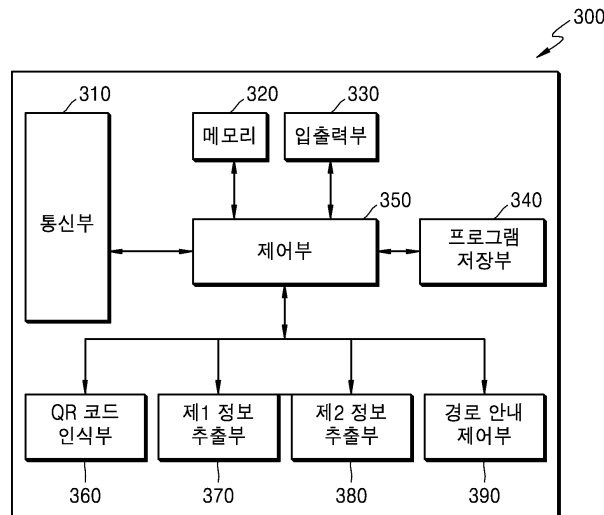 300
310
320
330
메모리
입출력부
350
340
통신부
제어부
프로그램
저장부
QR 코드
인식부
제1 정보
추출부
제2 정보
추출부
경로 안내
제어부
360
370
380
390